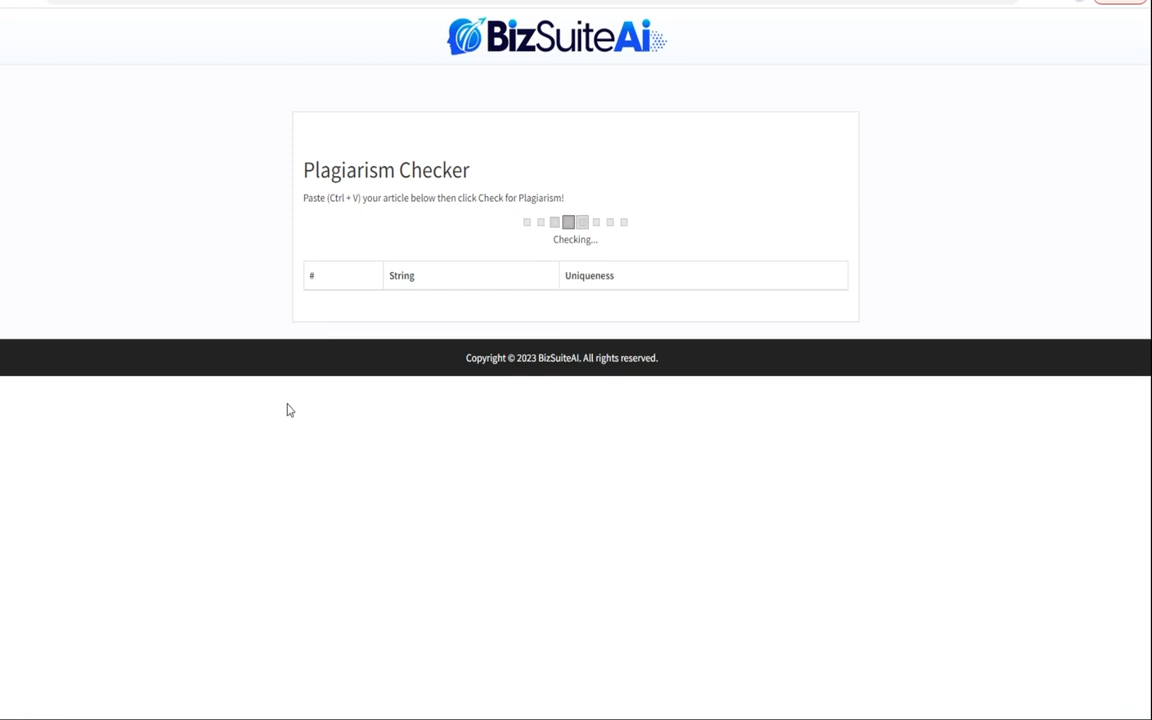 BizSuiteAi
Plagiarism Checker
Paste (Ctrl + V) your article below then click Check for Plagiarism!
Checking...
# String Uniqueness
Copyright © 2023 BizSuiteAI. All rights reserved.